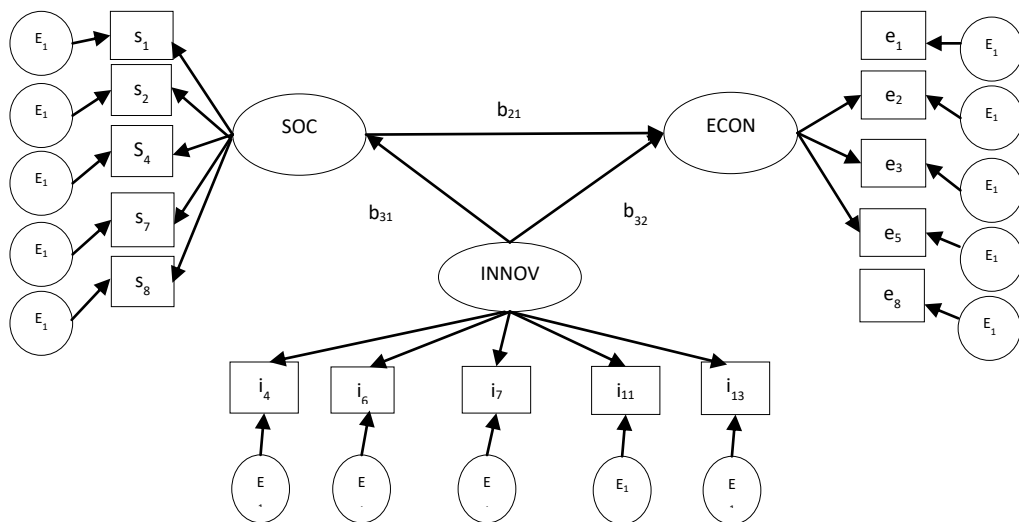 E₁ s₁ e₁ E₁
E₁ s₂ e₂ E₁
SOC b₂₁ ECON
E₁ S₄ e₃ E₁
E₁ s₇ b₃₁ b₃₂ e₅ E₁
INNOV
E₁ s₈ e₈ E₁
i₄ i₆ i₇ i₁₁ i₁₃
E E E E₁ E